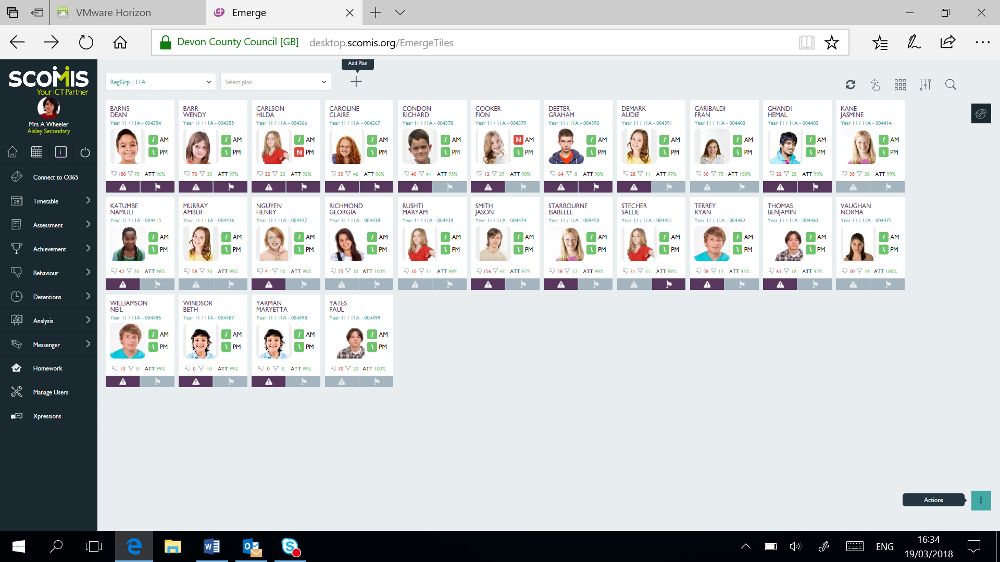 VMware Horizon
Emerge
Devon County Council [GB] desktop.scomis.org/EmergeTiles
SCOMIS
Your ICT Partner
Mrs A Wheeler
Aisley Secondary
Connect to O365
28 Timetable
Assessment
Achievement
Behaviour
Detentions
Analysis
Messenger
Homework
Manage Users
Xpressions
Add Plan
RegGrp - 11A Select plan...
BARNS BARR CARLSON CAROLINE CONDON COOKER DEETER DEMARK GARIBALDI GHANDI KANE
DEAN WENDY HILDA CLAIRE RICHARD FION GRAHAM AUDIE FRAN HEMAL JASMINE
Year 11 / 11A - 004354 Year 11 / 11A - 004355 Year 11 / 11A - 004366 Year 11 / 11A - 004367 Year 11 / 11A - 004378 Year 11 / 11A - 004379 Year 11 / 11A - 004390 Year 11 / 11A - 004391 Year 11 / 11A - 004402 Year 11 / 11A - 004403 Year 11 / 11A - 004414
/ AM / AM / AM / AM / AM N AM / AM / AM / AM / AM / AM
\ PM \ PM N PM \ PM \ PM \ PM \ PM \ PM \ PM \ PM \ PM
180 75 ATT 96% 70 30 ATT 97% 20 22 ATT 92% 30 46 ATT 96% 40 41 ATT 95% 12 29 ATT 98% 64 8 ATT 98% 28 11 ATT 97% 30 75 ATT 100% 22 25 ATT 99% 35 38 ATT 99%
KATUMBE MURRAY NGUYEN RICHMOND RUSHTI SMITH STARBOURNE STECHER TERREY THOMAS VAUGHAN
NAMULI AMBER HENRY GEORGIA MARYAM JASON ISABELLE SALLIE RYAN BENJAMIN NORMA
Year 11 / 11A - 004415 Year 11 / 11A - 004426 Year 11 / 11A - 004427 Year 11 / 11A - 004438 Year 11 / 11A - 004439 Year 11 / 11A - 004474 Year 11 / 11A - 004450 Year 11 / 11A - 004451 Year 11 / 11A - 004462 Year 11 / 11A - 004463 Year 11 / 11A - 004475
/ AM / AM / AM / AM / AM / AM / AM / AM / AM / AM / AM
\ PM \ PM \ PM \ PM \ PM \ PM \ PM \ PM \ PM \ PM \ PM
42 20 ATT 98% 58 20 ATT 99% 41 20 ATT 98% 25 10 ATT 100% 10 31 ATT 99% 156 43 ATT 97% 28 12 ATT 99% 31 31 ATT 89% 58 17 ATT 93% 61 18 ATT 95% 30 19 ATT 100%
WILLIAMSON WINDSOR YARMAN YATES
NEIL BETH MARYETTA PAUL
Year 11 / 11A - 004486 Year 11 / 11A - 004487 Year 11 / 11A - 004498 Year 11 / 11A - 004499
/ AM / AM / AM / AM
\ PM \ PM \ PM \ PM
10 0 ATT 99% 0 10 ATT 99% 0 0 ATT 99% 70 20 ATT 100%
Actions
ENG
16:34
19/03/2018